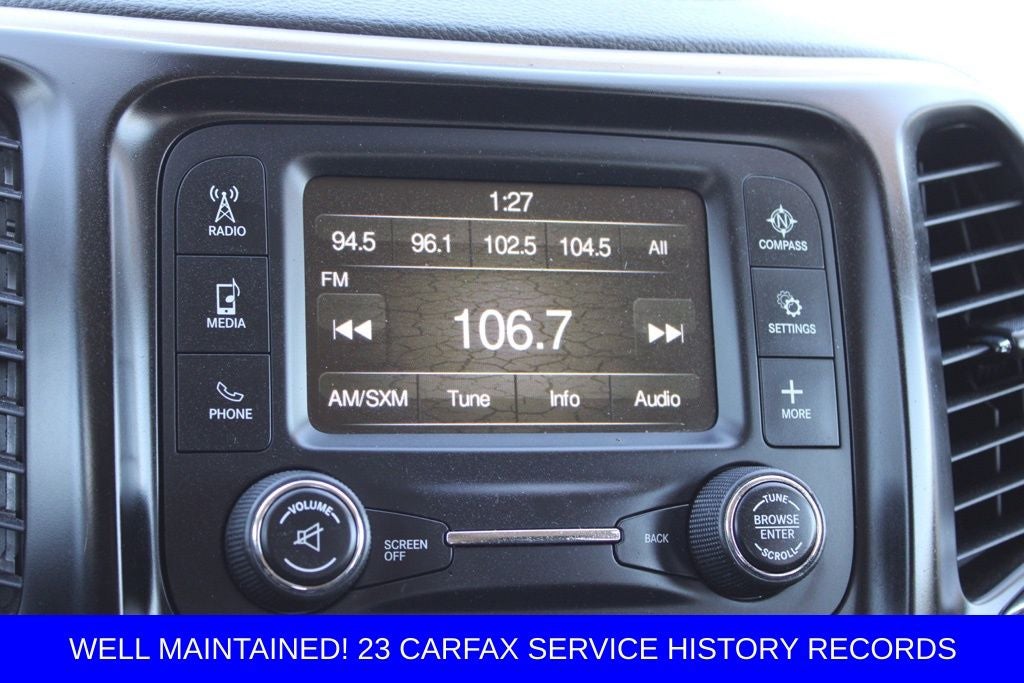 1:27
94.5 96.1 102.5 104.5 All
FM
106.7
AM/SXM Tune Info Audio
RADIO
MEDIA
PHONE
N
COMPASS
SETTINGS
MORE
VOLUME
SCREEN
OFF
BACK
TUNE
BROWSE
ENTER
SCROLL
WELL MAINTAINED! 23 CARFAX SERVICE HISTORY RECORDS